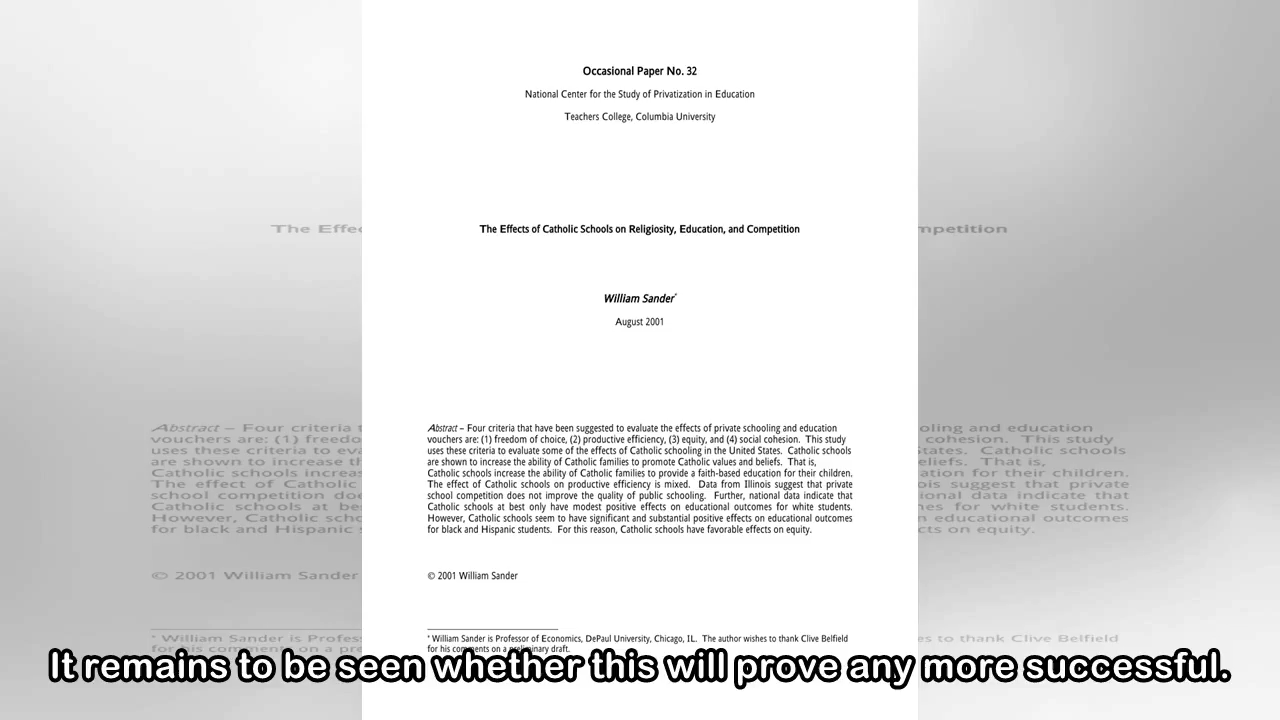 Occasional Paper No. 32
National Center for the Study of Privatization in Education
Teachers College, Columbia University
The Effects of Catholic Schools on Religiosity, Education, and Competition
William Sander*
August 2001
Abstract – Four criteria that have been suggested to evaluate the effects of private schooling and education
vouchers are: (1) freedom of choice, (2) productive efficiency, (3) equity, and (4) social cohesion. This study
uses these criteria to evaluate some of the effects of Catholic schooling in the United States. Catholic schools
are shown to increase the ability of Catholic families to promote Catholic values and beliefs. That is,
Catholic schools increase the ability of Catholic families to provide a faith-based education for their children.
The effect of Catholic schools on productive efficiency is mixed. Data from Illinois suggest that private
school competition does not improve the quality of public schooling. Further, national data indicate that
Catholic schools at best only have modest positive effects on educational outcomes for white students.
However, Catholic schools seem to have significant and substantial positive effects on educational outcomes
for black and Hispanic students. For this reason, Catholic schools have favorable effects on equity.
© 2001 William Sander
* William Sander is Professor of Economics, DePaul University, Chicago, IL. The author wishes to thank Clive Belfield
for his comments on a preliminary draft.
It remains to be seen whether this will prove any more successful.